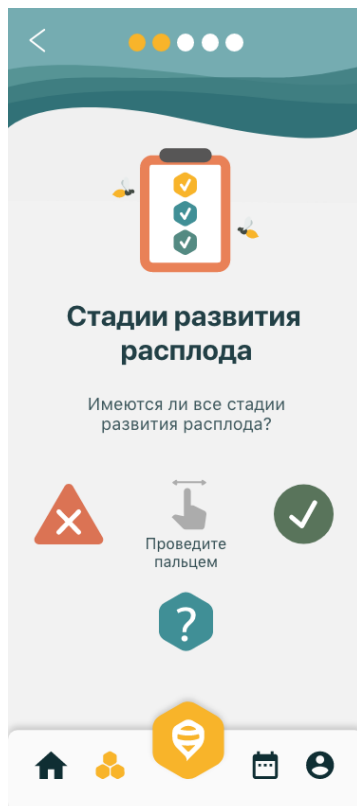 Стадии развития
расплода
Имеются ли все стадии
развития расплода?
Проведите
пальцем
?